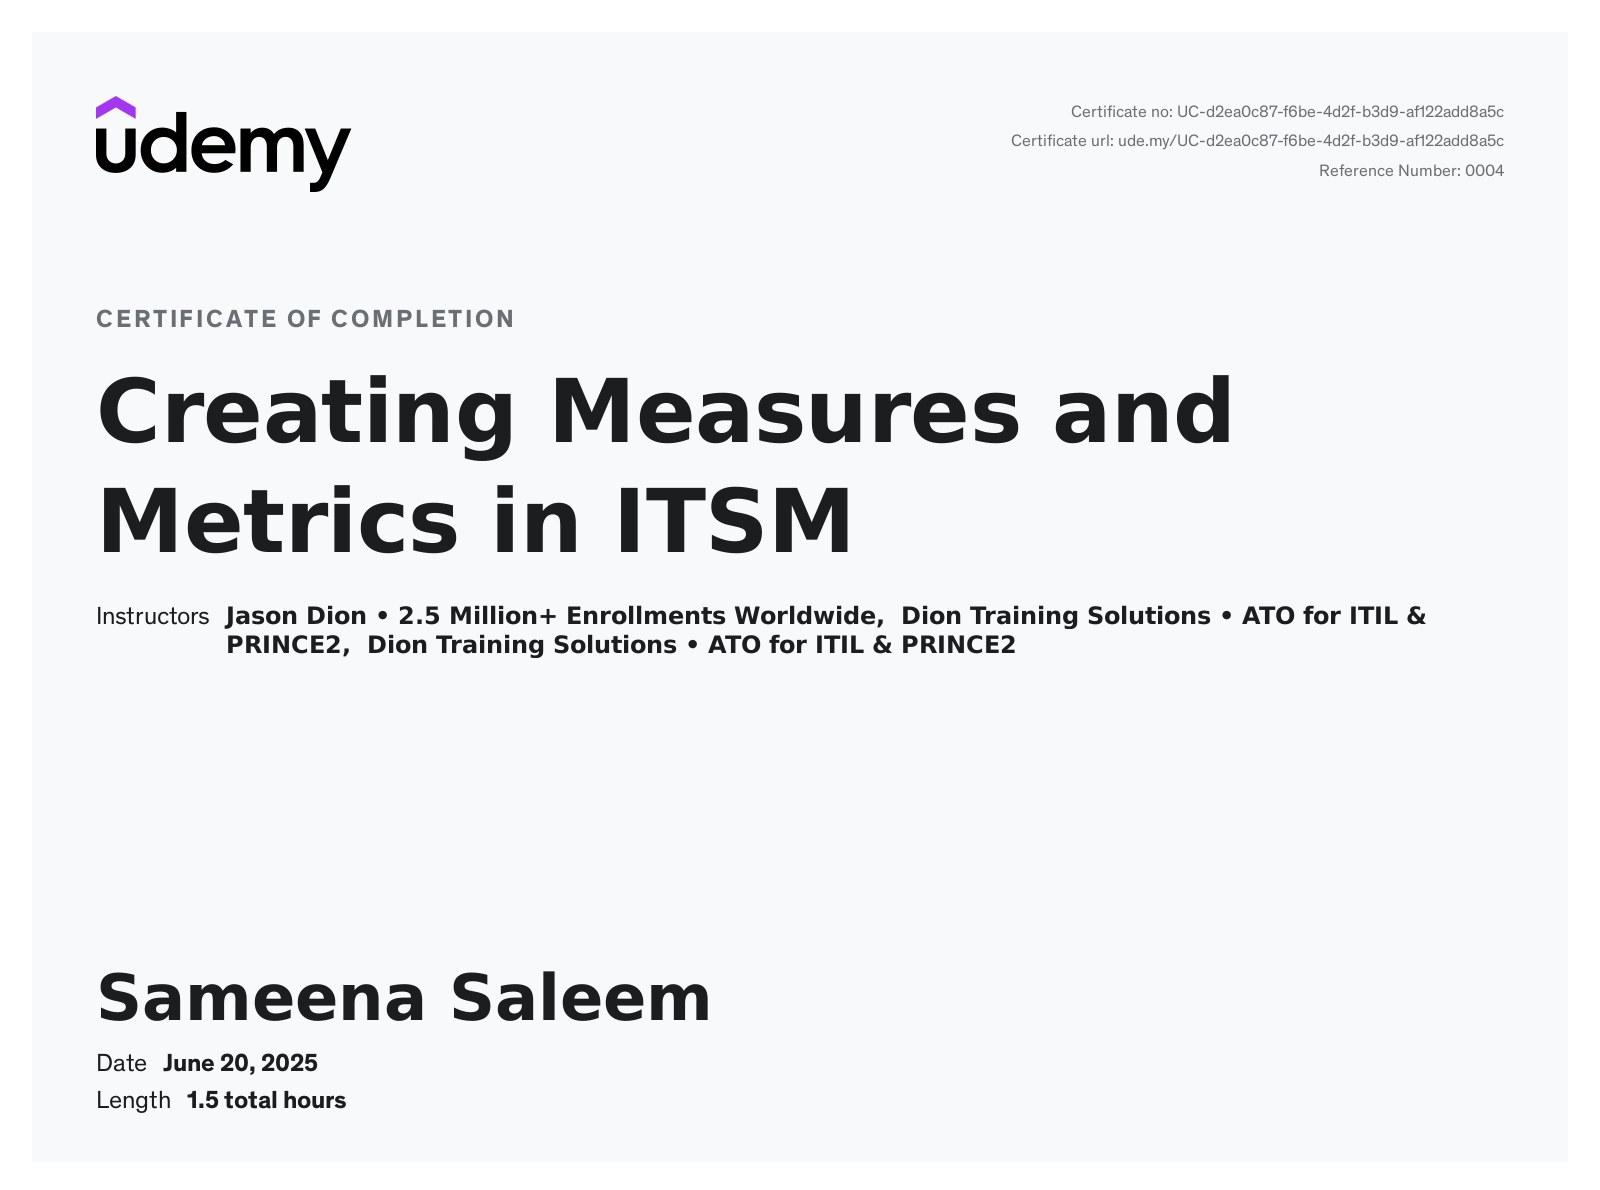 udemy
Certificate no: UC-d2ea0c87-f6be-4d2f-b3d9-af122add8a5c
Certificate url: ude.my/UC-d2ea0c87-f6be-4d2f-b3d9-af122add8a5c
Reference Number: 0004
CERTIFICATE OF COMPLETION
Creating Measures and
Metrics in ITSM
Instructors Jason Dion • 2.5 Million+ Enrollments Worldwide, Dion Training Solutions • ATO for ITIL &
PRINCE2, Dion Training Solutions • ATO for ITIL & PRINCE2
Sameena Saleem
Date June 20, 2025
Length 1.5 total hours